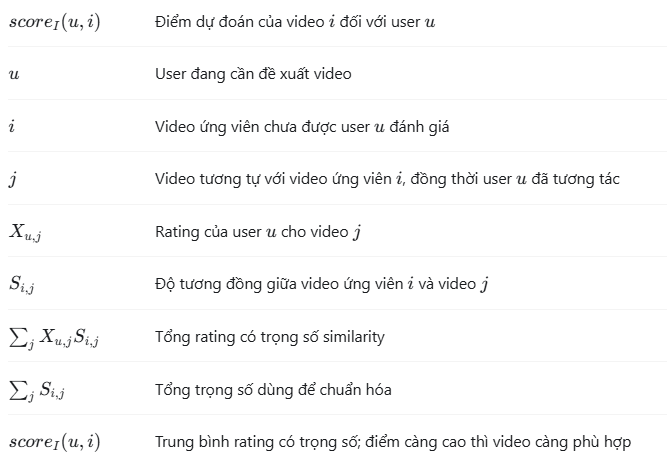 score_I(u, i) Điểm dự đoán của video i đối với user u
u User đang cần đề xuất video
i Video ứng viên chưa được user u đánh giá
j Video tương tự với video ứng viên i, đồng thời user u đã tương tác
X_{u,j} Rating của user u cho video j
S_{i,j} Độ tương đồng giữa video ứng viên i và video j
∑_j X_{u,j}S_{i,j} Tổng rating có trọng số similarity
∑_j S_{i,j} Tổng trọng số dùng để chuẩn hóa
score_I(u, i) Trung bình rating có trọng số; điểm càng cao thì video càng phù hợp